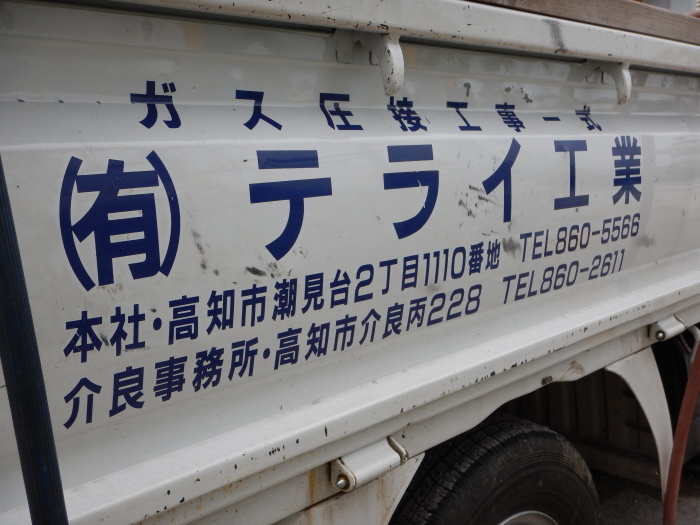 ガス圧接工事一式
(有)テライ工業
本社・高知市潮見台2丁目1110番地 TEL860-5566
介良事務所・高知市介良丙228 TEL860-2611